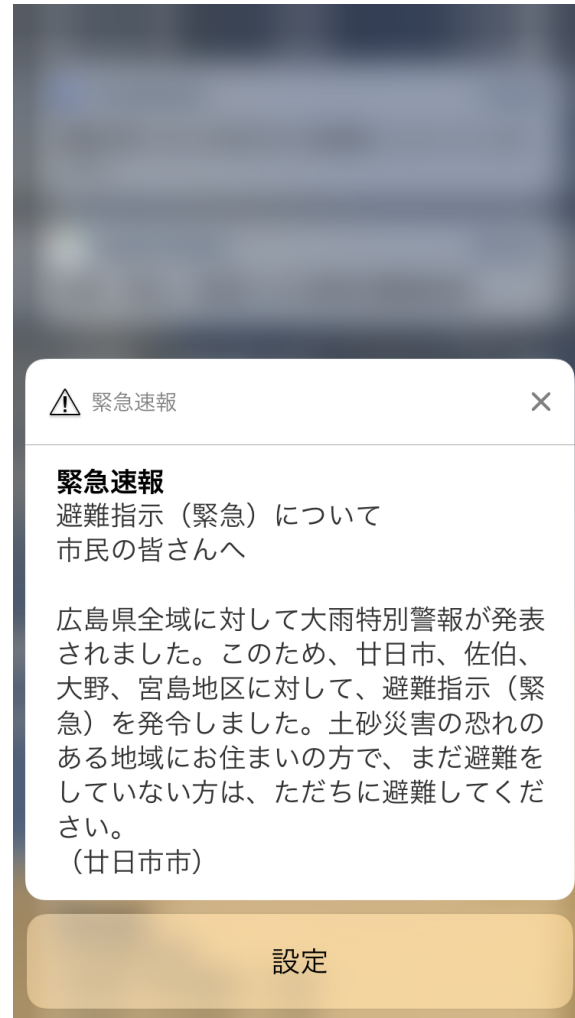 緊急速報
緊急速報
避難指示（緊急）について
市民の皆さんへ
広島県全域に対して大雨特別警報が発表
されました。このため、廿日市、佐伯、
大野、宮島地区に対して、避難指示（緊
急）を発令しました。土砂災害の恐れの
ある地域にお住まいの方で、まだ避難を
していない方は、ただちに避難してくだ
さい。
（廿日市市）
設定